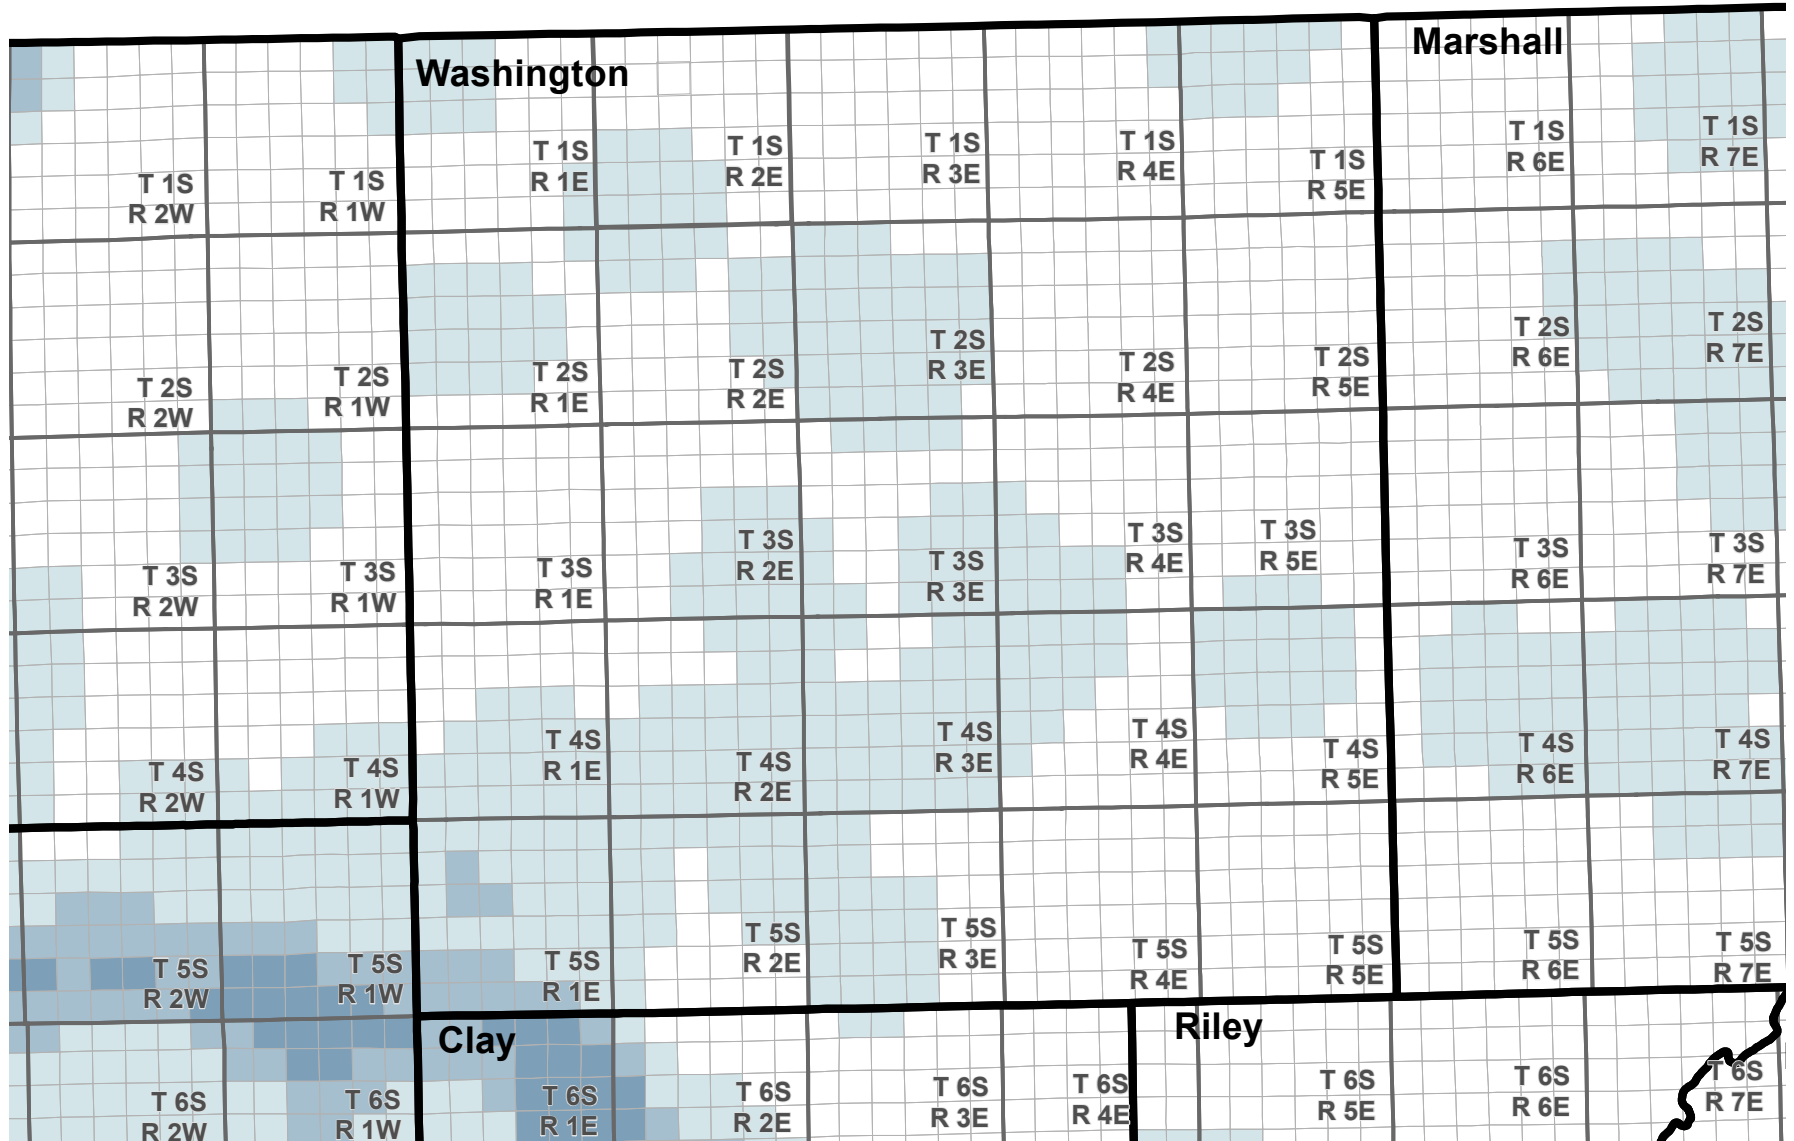 Washington
Marshall
T 1S
R 2W
T 1S
R 1W
T 1S
R 1E
T 1S
R 2E
T 1S
R 3E
T 1S
R 4E
T 1S
R 5E
T 1S
R 6E
T 1S
R 7E
T 2S
R 2W
T 2S
R 1W
T 2S
R 1E
T 2S
R 2E
T 2S
R 3E
T 2S
R 4E
T 2S
R 5E
T 2S
R 6E
T 2S
R 7E
T 3S
R 2W
T 3S
R 1W
T 3S
R 1E
T 3S
R 2E
T 3S
R 3E
T 3S
R 4E
T 3S
R 5E
T 3S
R 6E
T 3S
R 7E
T 4S
R 2W
T 4S
R 1W
T 4S
R 1E
T 4S
R 2E
T 4S
R 3E
T 4S
R 4E
T 4S
R 5E
T 4S
R 6E
T 4S
R 7E
T 5S
R 2W
T 5S
R 1W
T 5S
R 1E
T 5S
R 2E
T 5S
R 3E
T 5S
R 4E
T 5S
R 5E
T 5S
R 6E
T 5S
R 7E
Clay
Riley
T 6S
R 2W
T 6S
R 1W
T 6S
R 1E
T 6S
R 2E
T 6S
R 3E
T 6S
R 4E
T 6S
R 5E
T 6S
R 6E
T 6S
R 7E